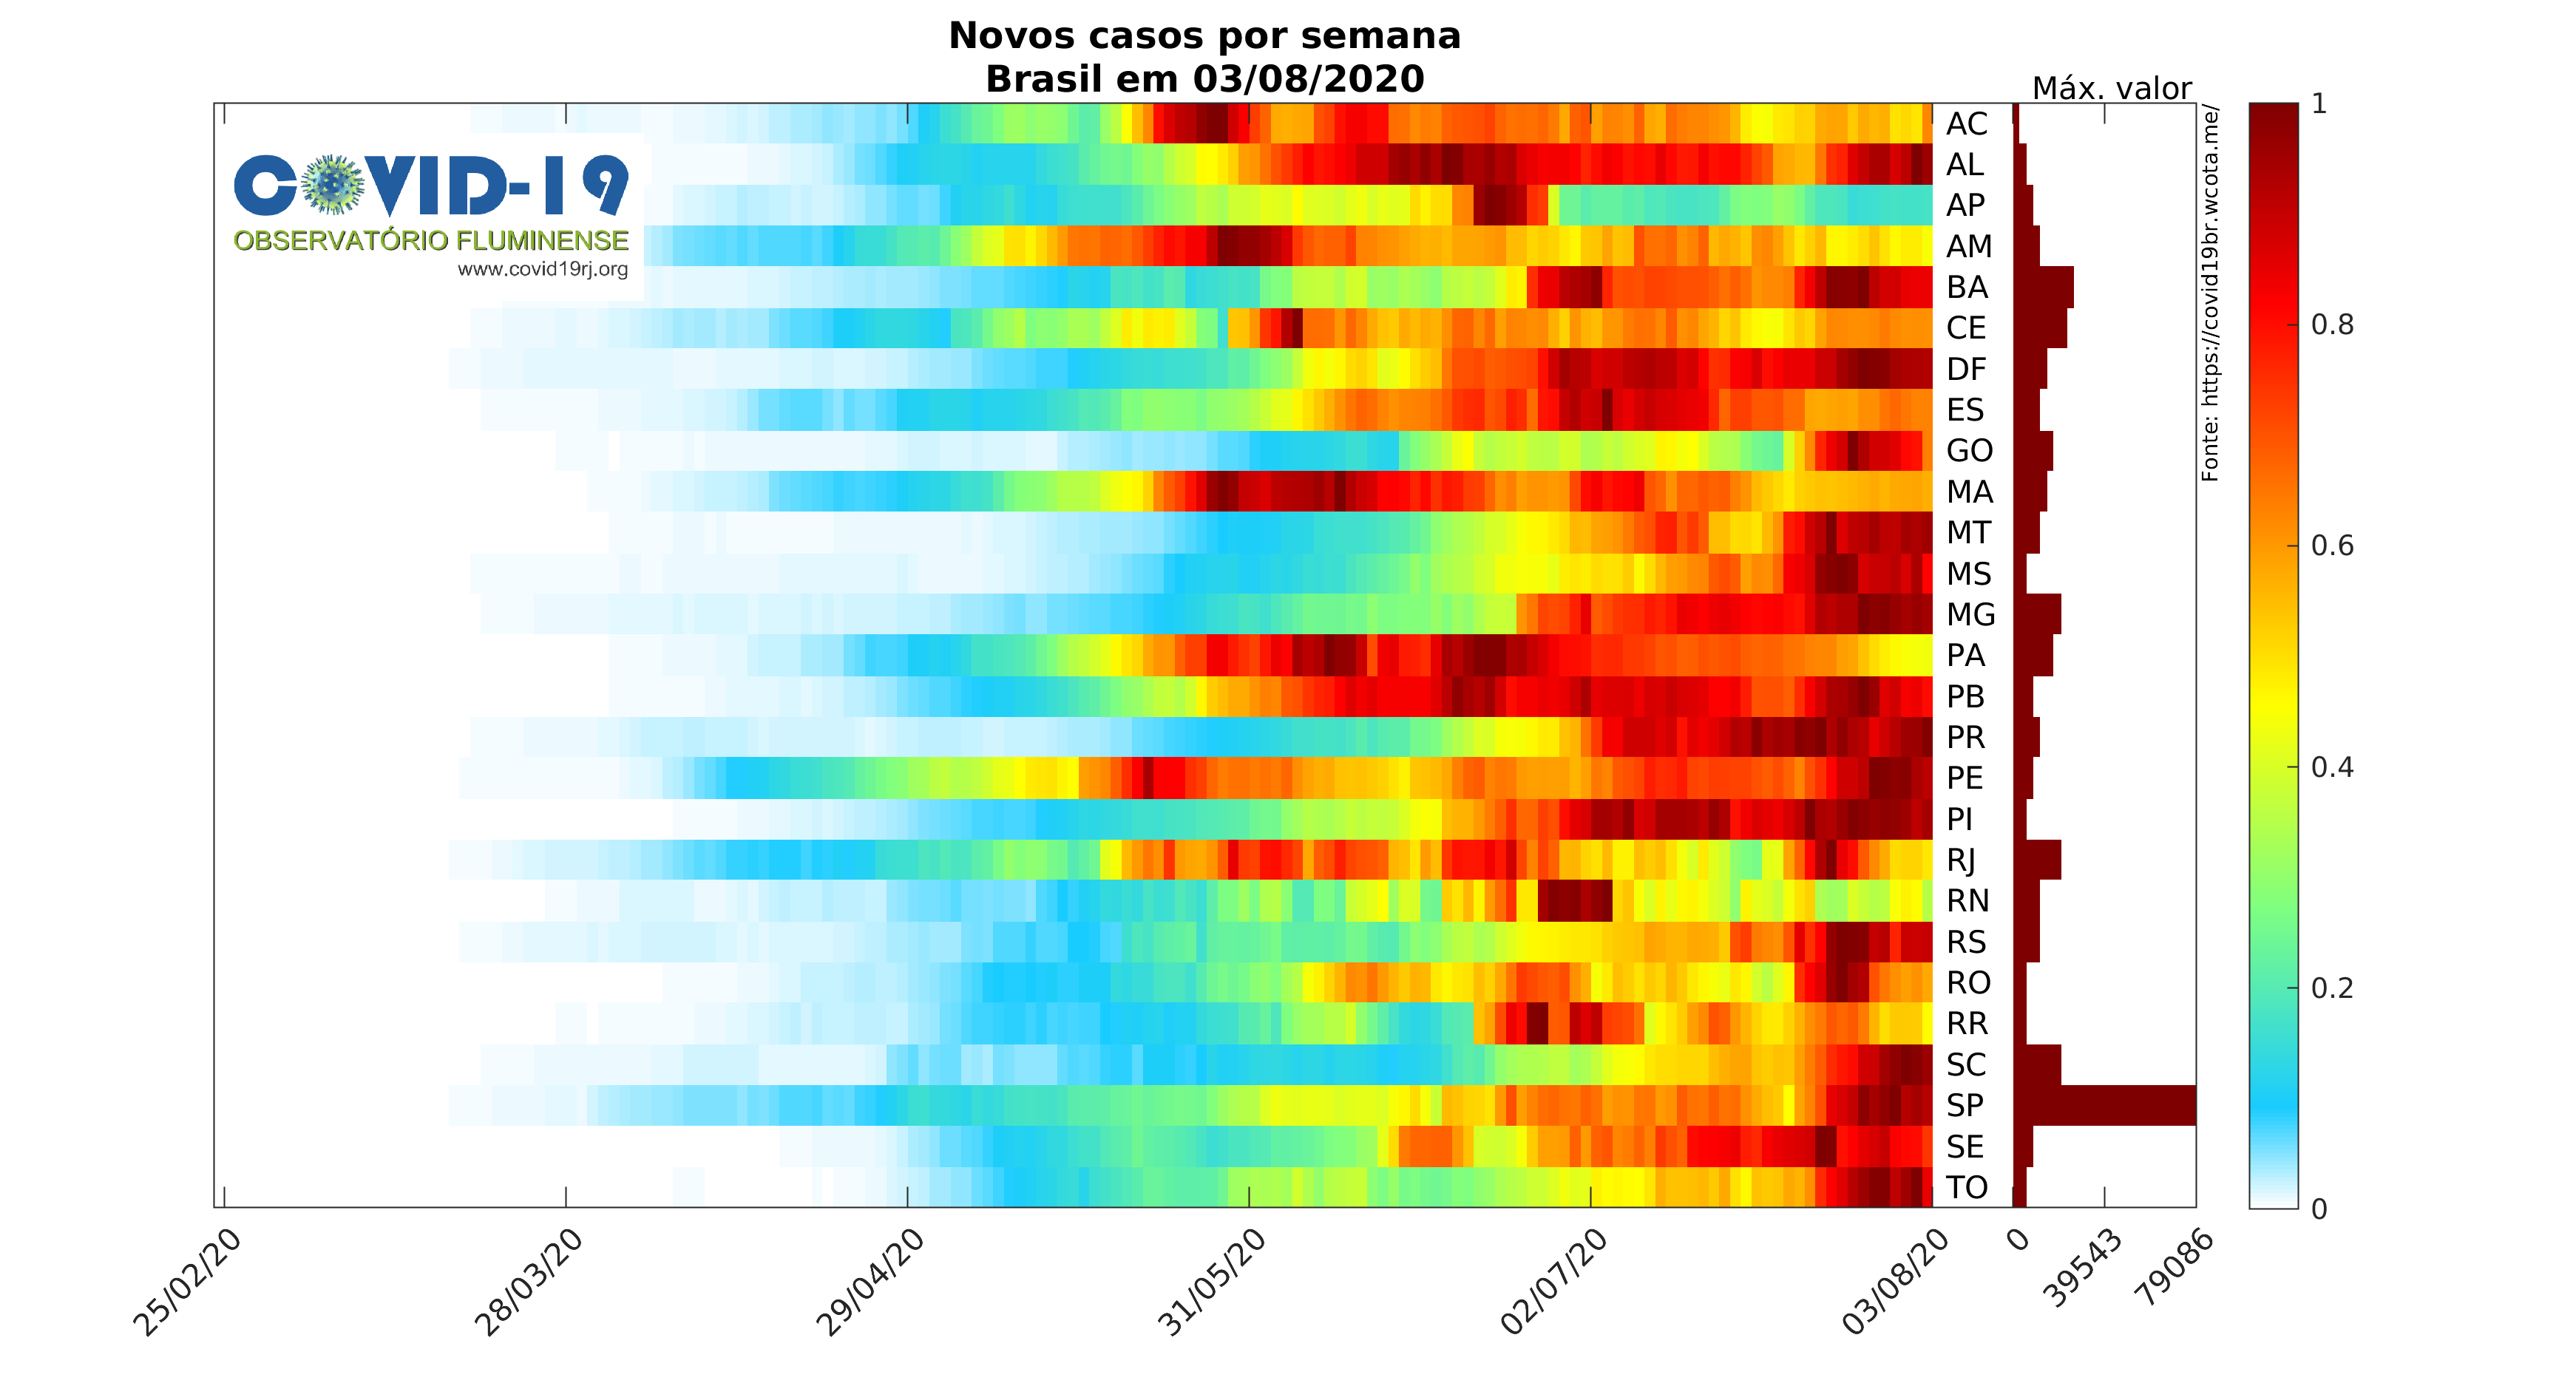 Novos casos por semana
Brasil em 03/08/2020
Máx. valor
COVID-19
OBSERVATÓRIO FLUMINENSE
www.covid19rj.org
AC
AL
AP
AM
BA
CE
DF
ES
GO
MA
MT
MS
MG
PA
PB
PR
PE
PI
RJ
RN
RS
RO
RR
SC
SP
SE
TO
Fonte: https://covid19br.wcota.me/
1
0.8
0.6
0.4
0.2
0
25/02/20
28/03/20
29/04/20
31/05/20
02/07/20
03/08/20
0
39543
79086